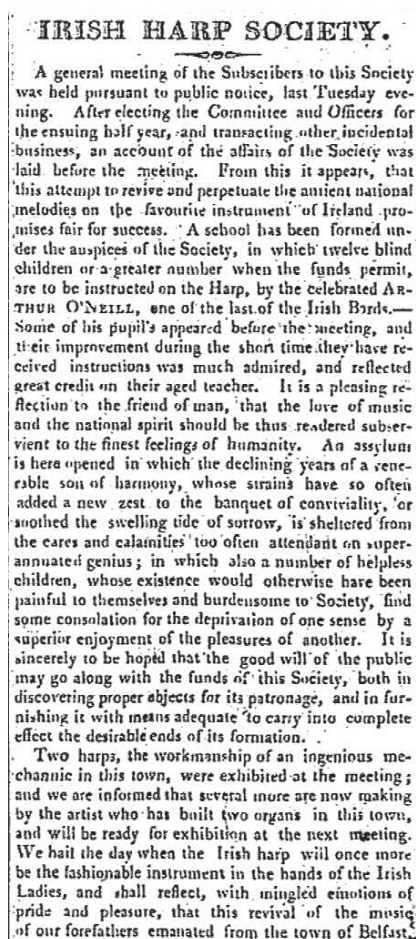 IRISH HARP SOCIETY.
A general meeting of the Subscribers to this Society
was held pursuant to public notice, last Tuesday eve-
ning. After electing the Committee and Officers for
the ensuing half year, and transacting other incidental
business, an account of the affairs of the Society was
laid before the meeting. From this it appears, that
this attempt to revive and perpetuate the antient national
melodies on the favourite instrument of Ireland pro-
mises fair for success. A school has been formed un-
der the auspices of the Society, in which twelve blind
children or a greater number when the funds permit,
are to be instructed on the Harp, by the celebrated AR-
THUR O'NEILL, one of the last of the Irish Bards.—
Some of his pupil's appeared before the meeting, and
their improvement during the short time they have re-
ceived instructions was much admired, and reflected
great credit on their aged teacher. It is a pleasing re-
flection to the friend of man, that the love of music
and the national spirit should be thus readered subser-
vient to the finest feelings of humanity. An assylum
is here opened in which the declining years of a vene-
rable son of harmony, whose strains have so often
added a new zest to the banquet of conviviality, or
soothed the swelling tide of sorrow, is sheltered from
the cares and calamities too often attendant on super-
annuated genius; in which also a number of helpless
children, whose existence would otherwise have been
painful to themselves and burdensome to Society, find
some consolation for the deprivation of one sense by a
superior enjoyment of the pleasures of another. It is
sincerely to be hoped that the good will of the public
may go along with the funds of this Society, both in
discovering proper objects for its patronage, and in fur-
nishing it with means adequate to carry into complete
effect the desirable ends of its formation.
Two harps, the workmanship of an ingenious me-
channic in this town, were exhibited at the meeting;
and we are informed that several more are now making
by the artist who has built two organs in this town,
and will be ready for exhibition at the next meeting.
We hail the day when the Irish harp will once more
be the fashionable instrument in the hands of the Irish
Ladies, and shall reflect, with mingled emotions of
pride and pleasure, that this revival of the music
of our forefathers emanated from the town of Belfast.